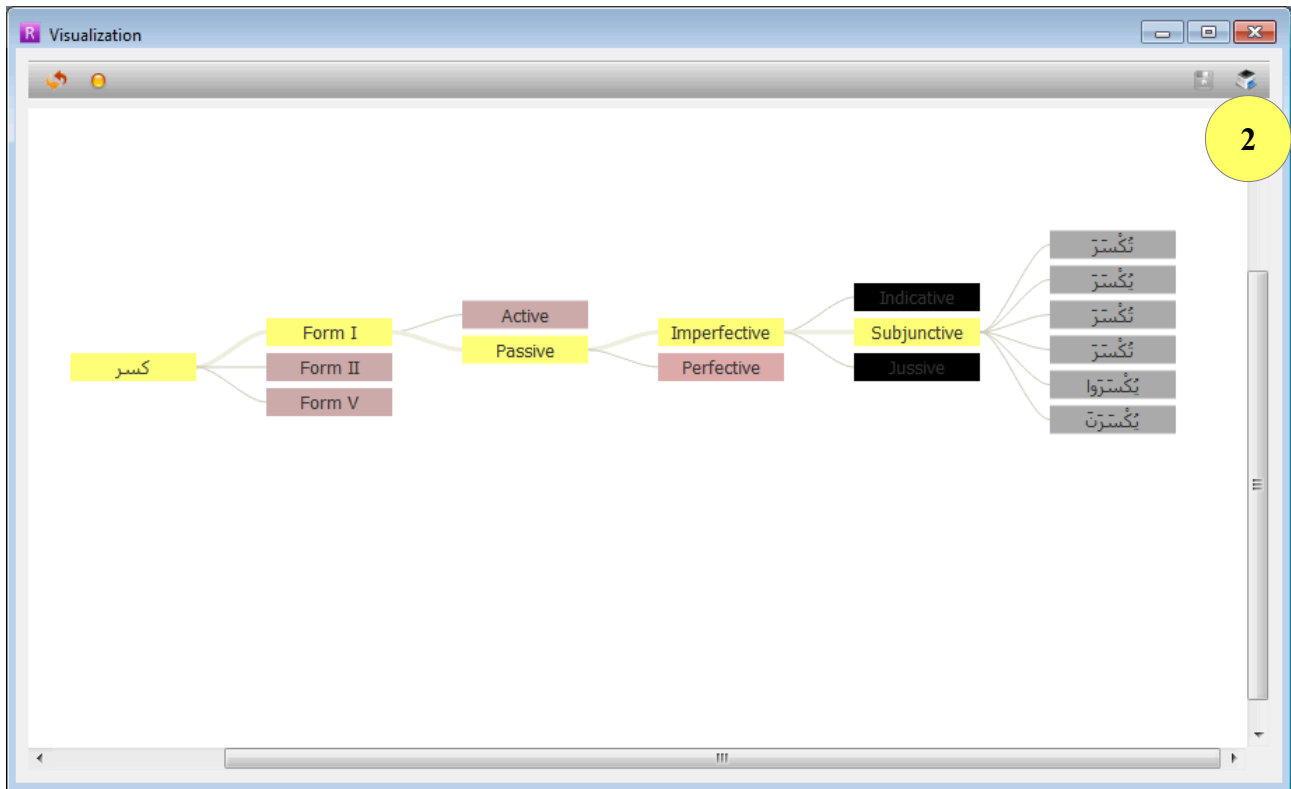 Visualization
2
كسر
Form I
Form II
Form V
Active
Passive
Imperfective
Perfective
Indicative
Subjunctive
Jussive
تُكْسَرَ
يُكْسَرَ
تُكْسَرَ
تُكْسَرَ
يُكْسَرَوا
يُكْسَرَنَ